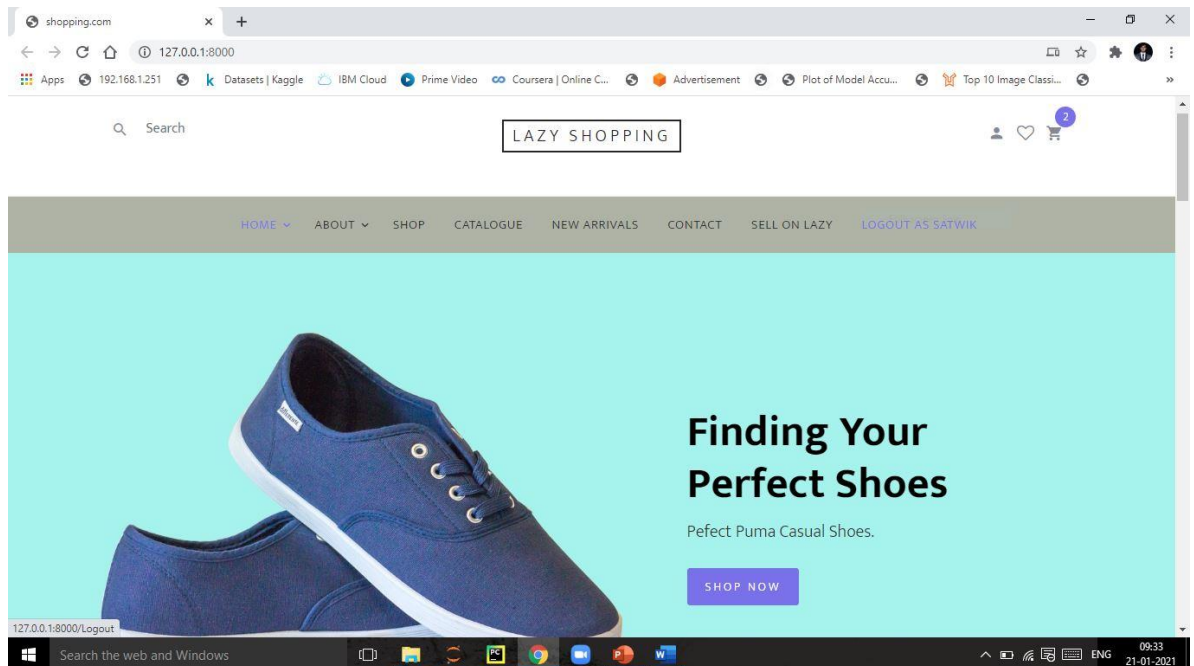 shopping.com
127.0.0.1:8000
Apps 192.168.1.251 Datasets | Kaggle IBM Cloud Prime Video Coursera | Online C... Advertisement Plot of Model Accu... Top 10 Image Classi... »
Search
LAZY SHOPPING
2
HOME ABOUT SHOP CATALOGUE NEW ARRIVALS CONTACT SELL ON LAZY LOGOUT AS SATWIK
Finding Your
Perfect Shoes
Pefect Puma Casual Shoes.
SHOP NOW
127.0.0.1:8000/Logout
Search the web and Windows
ENG
09:33
21-01-2021